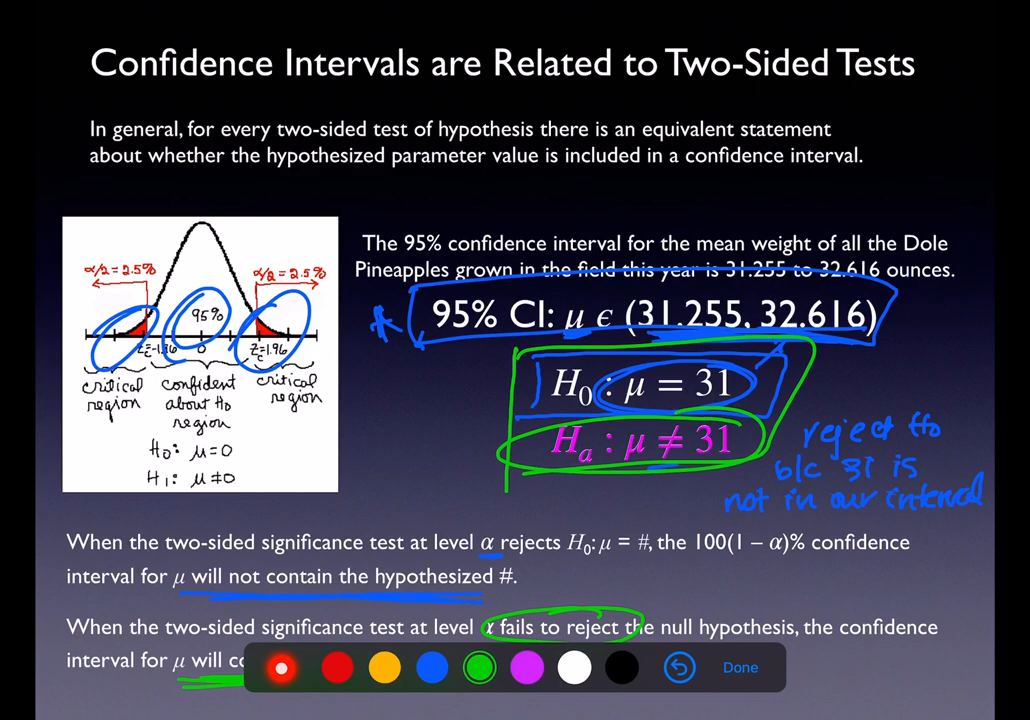 Confidence Intervals are Related to Two-Sided Tests
In general, for every two-sided test of hypothesis there is an equivalent statement
about whether the hypothesized parameter value is included in a confidence interval.
α/2 = 2.5%
α/2 = 2.5%
95%
0
Zc=1.96
critical region
confident about H₀ region
critical region
H₀: μ=0
H₁: μ≠0
The 95% confidence interval for the mean weight of all the Dole
Pineapples grown in the field this year is 31.255 to 32.616 ounces.
95% CI: μ ϵ (31.255, 32.616)
H₀ : μ = 31
Hₐ : μ ≠ 31
reject Ho
b/c 31 is
not in our interval
When the two-sided significance test at level α rejects H₀: μ = #, the 100(1 – α)% confidence
interval for μ will not contain the hypothesized #.
When the two-sided significance test at level α fails to reject the null hypothesis, the confidence
interval for μ will
Done